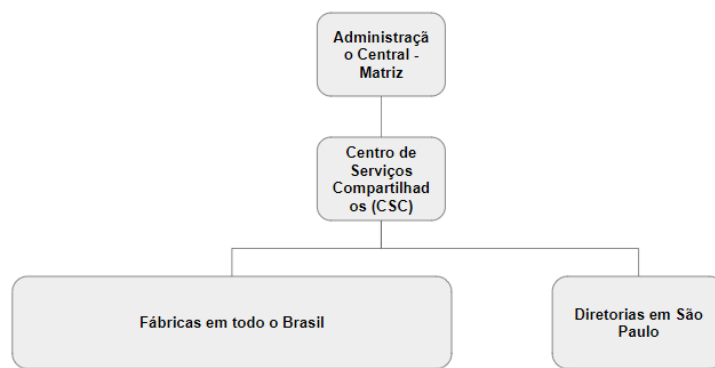 Administraçã
o Central -
Matriz
Centro de
Serviços
Compartilhad
os (CSC)
Fábricas em todo o Brasil
Diretorias em São
Paulo